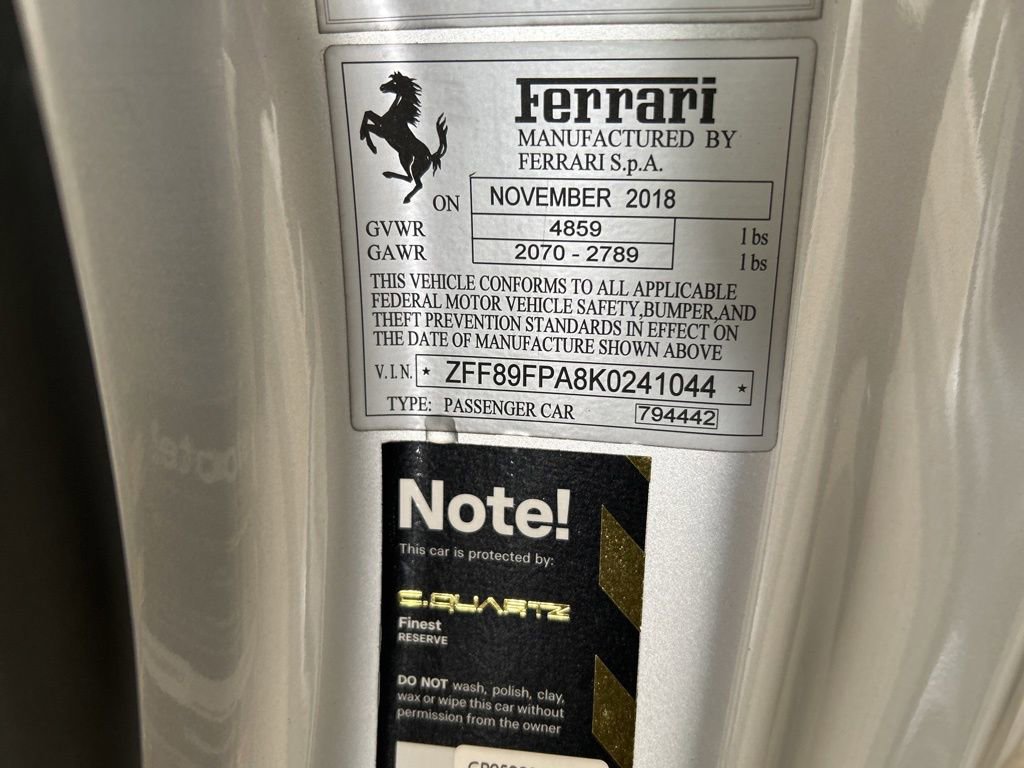 Ferrari
MANUFACTURED BY
FERRARI S.p.A.
ON NOVEMBER 2018
GVWR 4859 lbs
GAWR 2070 - 2789 lbs
THIS VEHICLE CONFORMS TO ALL APPLICABLE
FEDERAL MOTOR VEHICLE SAFETY,BUMPER,AND
THEFT PREVENTION STANDARDS IN EFFECT ON
THE DATE OF MANUFACTURE SHOWN ABOVE
V.I.N. * ZFF89FPA8K0241044 *
TYPE: PASSENGER CAR 794442
Note!
This car is protected by:
C.QUARTZ
Finest
RESERVE
DO NOT wash, polish, clay,
wax or wipe this car without
permission from the owner